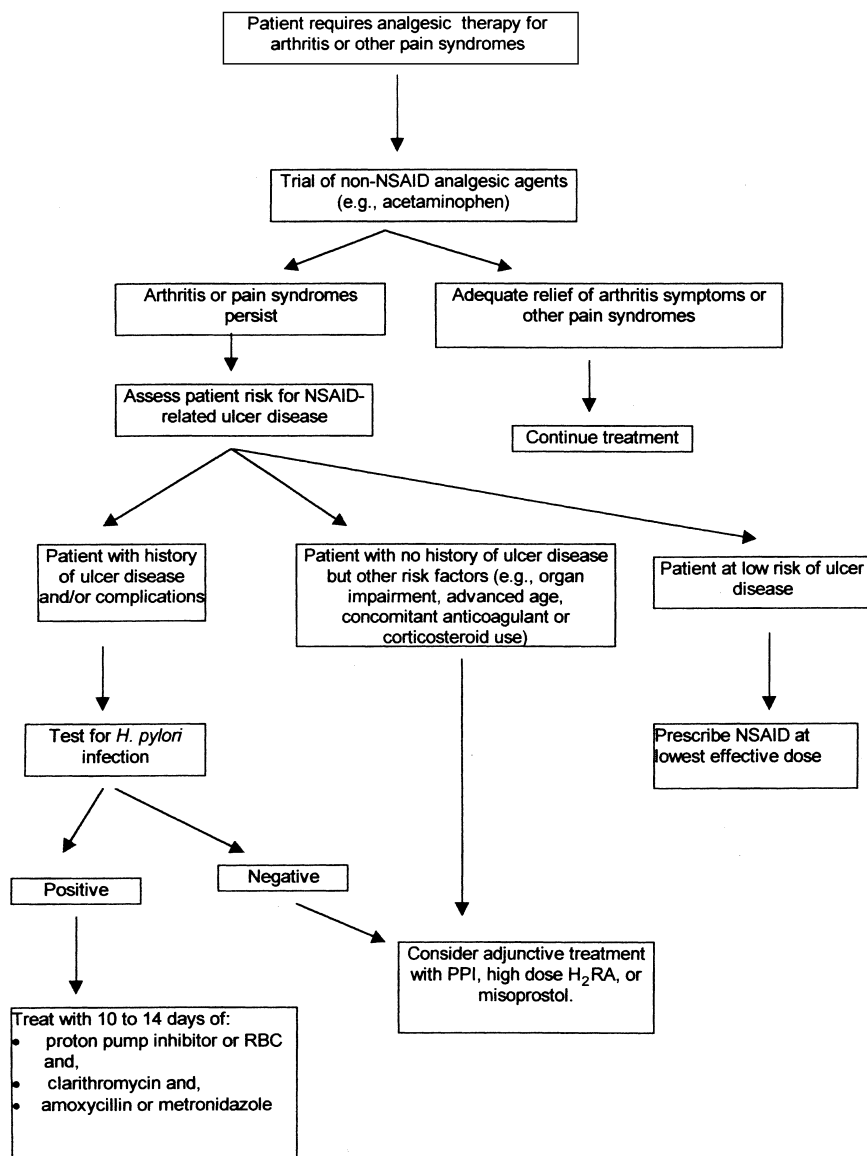 Patient requires analgesic therapy for
arthritis or other pain syndromes
Trial of non-NSAID analgesic agents
(e.g., acetaminophen)
Arthritis or pain syndromes
persist
Adequate relief of arthritis symptoms or
other pain syndromes
Assess patient risk for NSAID-
related ulcer disease
Continue treatment
Patient with history
of ulcer disease
and/or complications
Patient with no history of ulcer disease
but other risk factors (e.g., organ
impairment, advanced age,
concomitant anticoagulant or
corticosteroid use)
Patient at low risk of ulcer
disease
Test for H. pylori
infection
Prescribe NSAID at
lowest effective dose
Positive
Negative
Consider adjunctive treatment
with PPI, high dose H₂RA, or
misoprostol.
Treat with 10 to 14 days of:
• proton pump inhibitor or RBC
and,
• clarithromycin and,
• amoxycillin or metronidazole